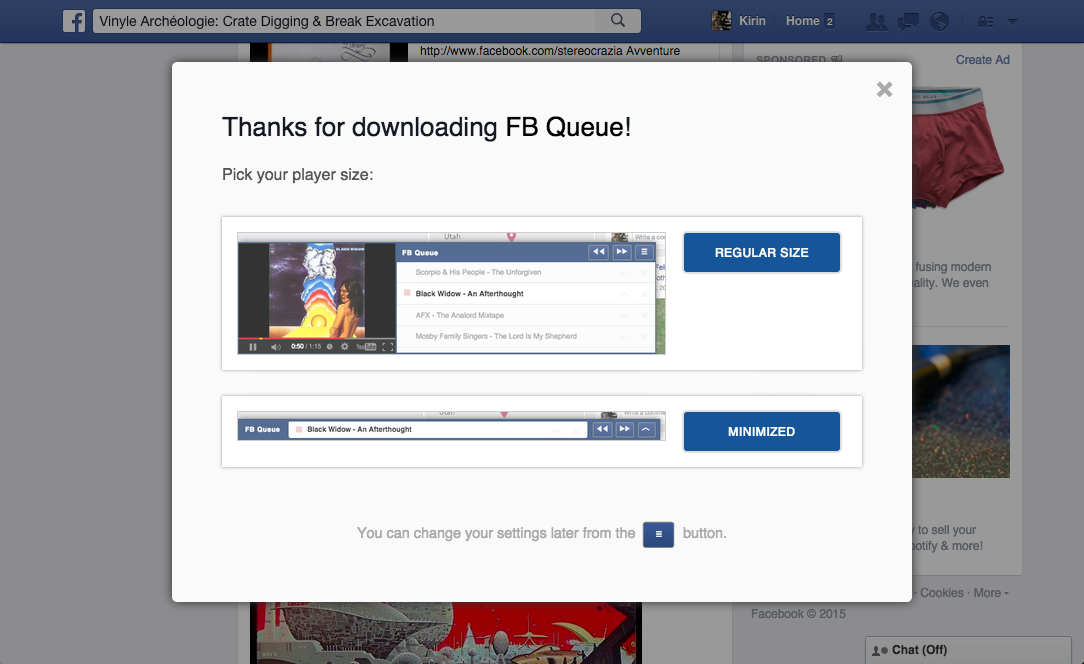 Vinyle Archéologie: Crate Digging & Break Excavation
Kirin
Home 2
http://www.facebook.com/stereocrazia Avventure
SPONSORED
Create Ad
Thanks for downloading FB Queue!
Pick your player size:
Utah
Write a co
FB Queue
Scorpio & His People - The Unforgiven
Black Widow - An Afterthought
AFX - The Analord Mixtape
Mosby Family Singers - The Lord Is My Shepherd
BLACK WIDOW
0:50 / 1:15
YouTube
REGULAR SIZE
Utah
Write a comme
FB Queue
Black Widow - An Afterthought
MINIMIZED
You can change your settings later from the ≡ button.
fusing modern
ality. We even
y to sell your
potify & more!
· Cookies · More
Facebook © 2015
Chat (Off)